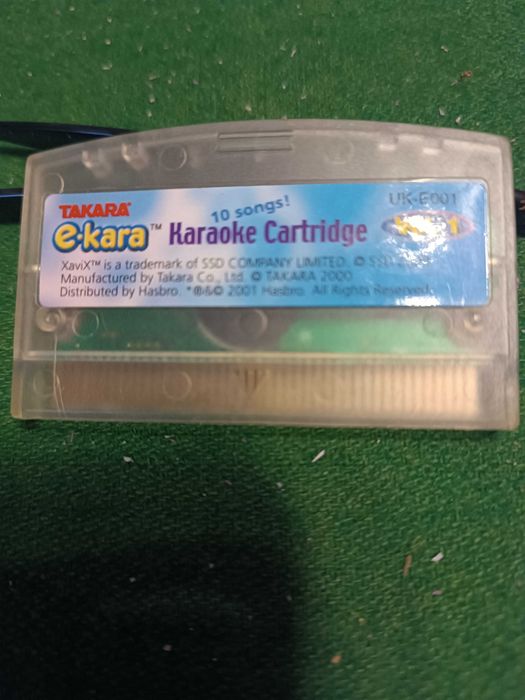 TAKARA
10 songs!
UK-E001
e-kara™ Karaoke Cartridge
XaviX™ is a trademark of SSD COMPANY LIMITED. © SSD
Manufactured by Takara Co., Ltd. © TAKARA 2000
Distributed by Hasbro. *®&© 2001 Hasbro. All Rights Reserved.